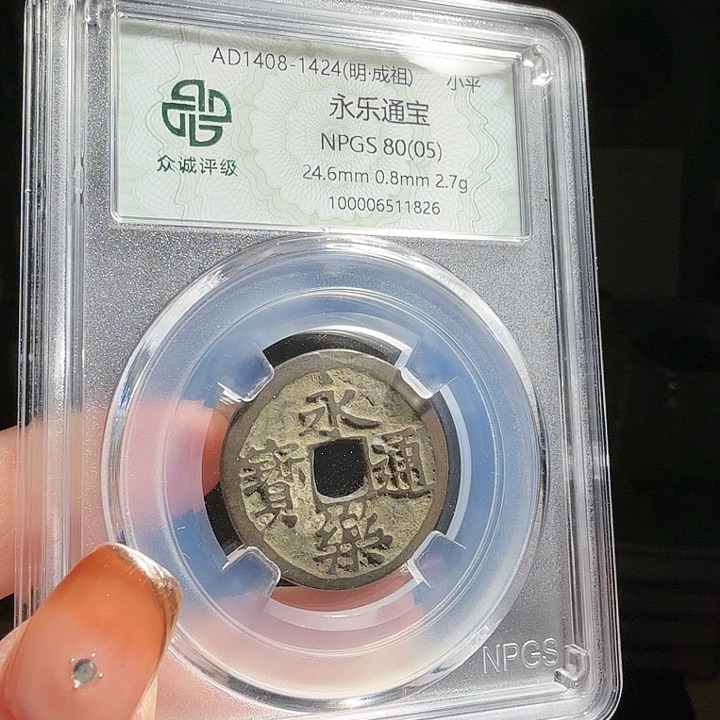 AD1408-1424(明·成祖) 小平
永乐通宝
NPGS 80(05)
24.6mm 0.8mm 2.7g
100006511826
众诚评级
永樂通寳
NPGS